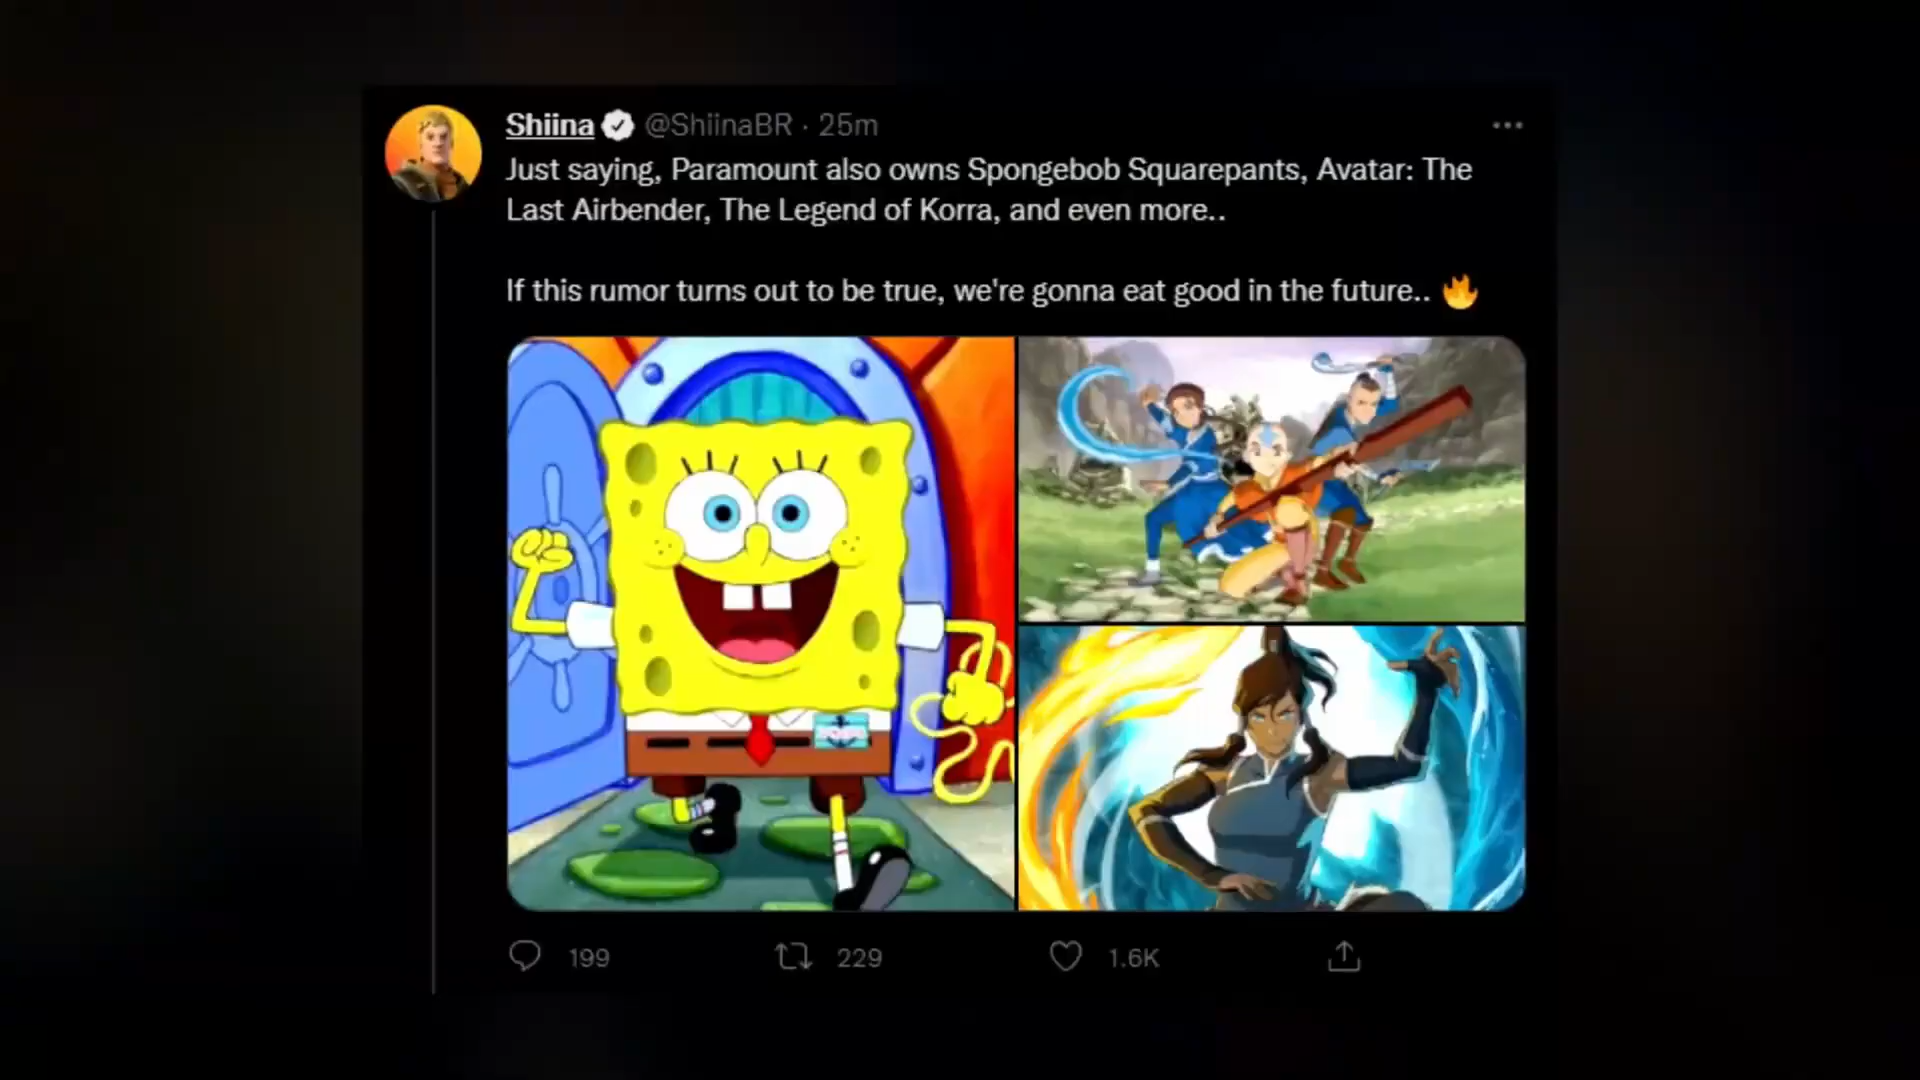 Shiina @ShiinaBR · 25m
Just saying, Paramount also owns Spongebob Squarepants, Avatar: The
Last Airbender, The Legend of Korra, and even more..
If this rumor turns out to be true, we're gonna eat good in the future.. 🔥
199 229 1.6K